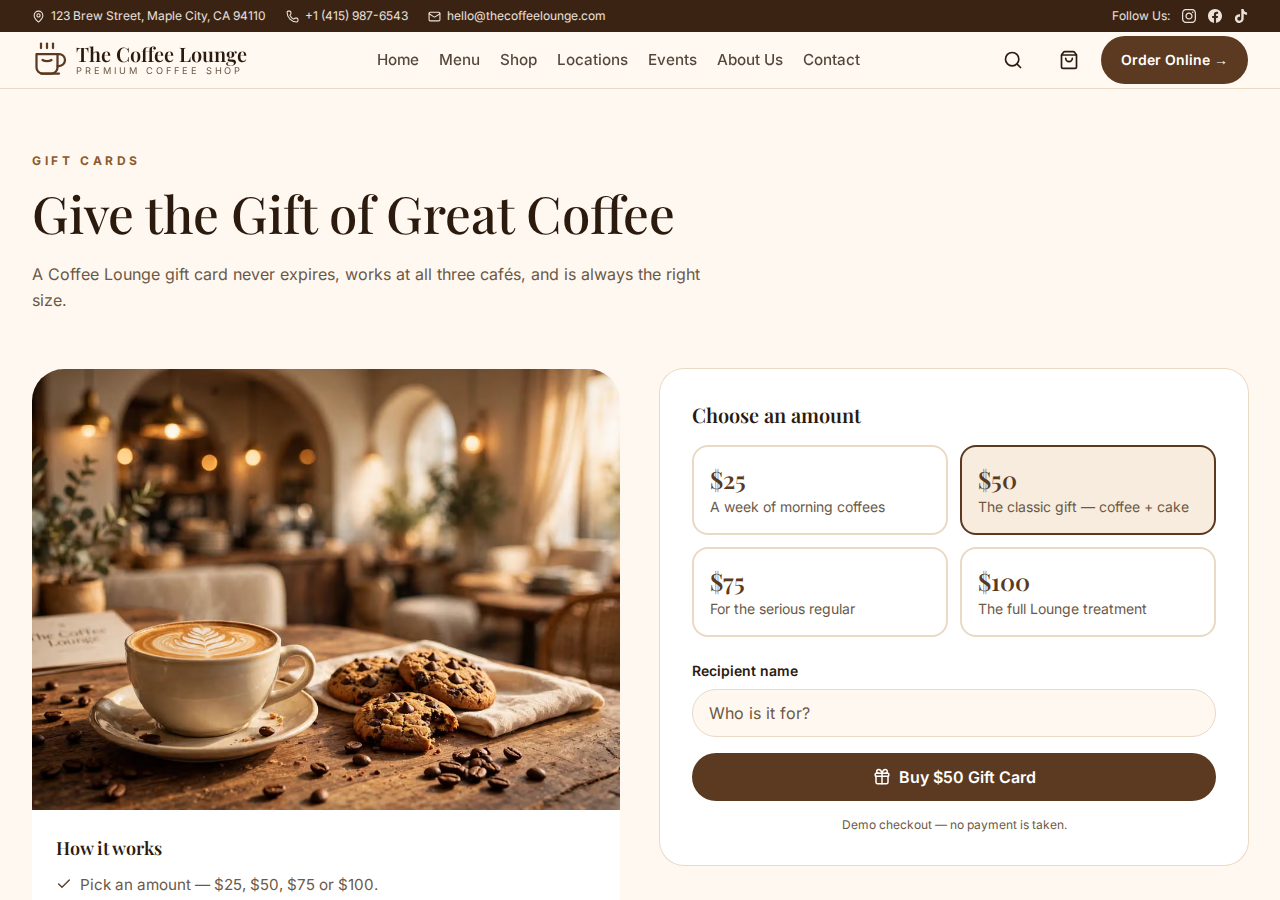 123 Brew Street, Maple City, CA 94110
+1 (415) 987-6543
hello@thecoffeelounge.com
Follow Us:
The Coffee Lounge
PREMIUM COFFEE SHOP
Home
Menu
Shop
Locations
Events
About Us
Contact
Order Online →
GIFT CARDS
Give the Gift of Great Coffee
A Coffee Lounge gift card never expires, works at all three cafés, and is always the right
size.
The Coffee
Lounge
How it works
Pick an amount — $25, $50, $75 or $100.
Choose an amount
$25
A week of morning coffees
$50
The classic gift — coffee + cake
$75
For the serious regular
$100
The full Lounge treatment
Recipient name
Who is it for?
Buy $50 Gift Card
Demo checkout — no payment is taken.